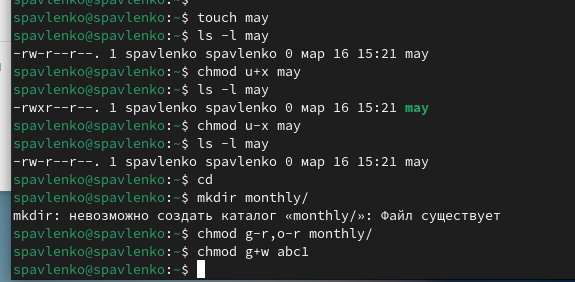 spavlenko@spavlenko:~$
spavlenko@spavlenko:~$ touch may
spavlenko@spavlenko:~$ ls -l may
-rw-r--r--. 1 spavlenko spavlenko 0 мар 16 15:21 may
spavlenko@spavlenko:~$ chmod u+x may
spavlenko@spavlenko:~$ ls -l may
-rwxr--r--. 1 spavlenko spavlenko 0 мар 16 15:21 may
spavlenko@spavlenko:~$ chmod u-x may
spavlenko@spavlenko:~$ ls -l may
-rw-r--r--. 1 spavlenko spavlenko 0 мар 16 15:21 may
spavlenko@spavlenko:~$ cd
spavlenko@spavlenko:~$ mkdir monthly/
mkdir: невозможно создать каталог «monthly/»: Файл существует
spavlenko@spavlenko:~$ chmod g-r,o-r monthly/
spavlenko@spavlenko:~$ chmod g+w abc1
spavlenko@spavlenko:~$